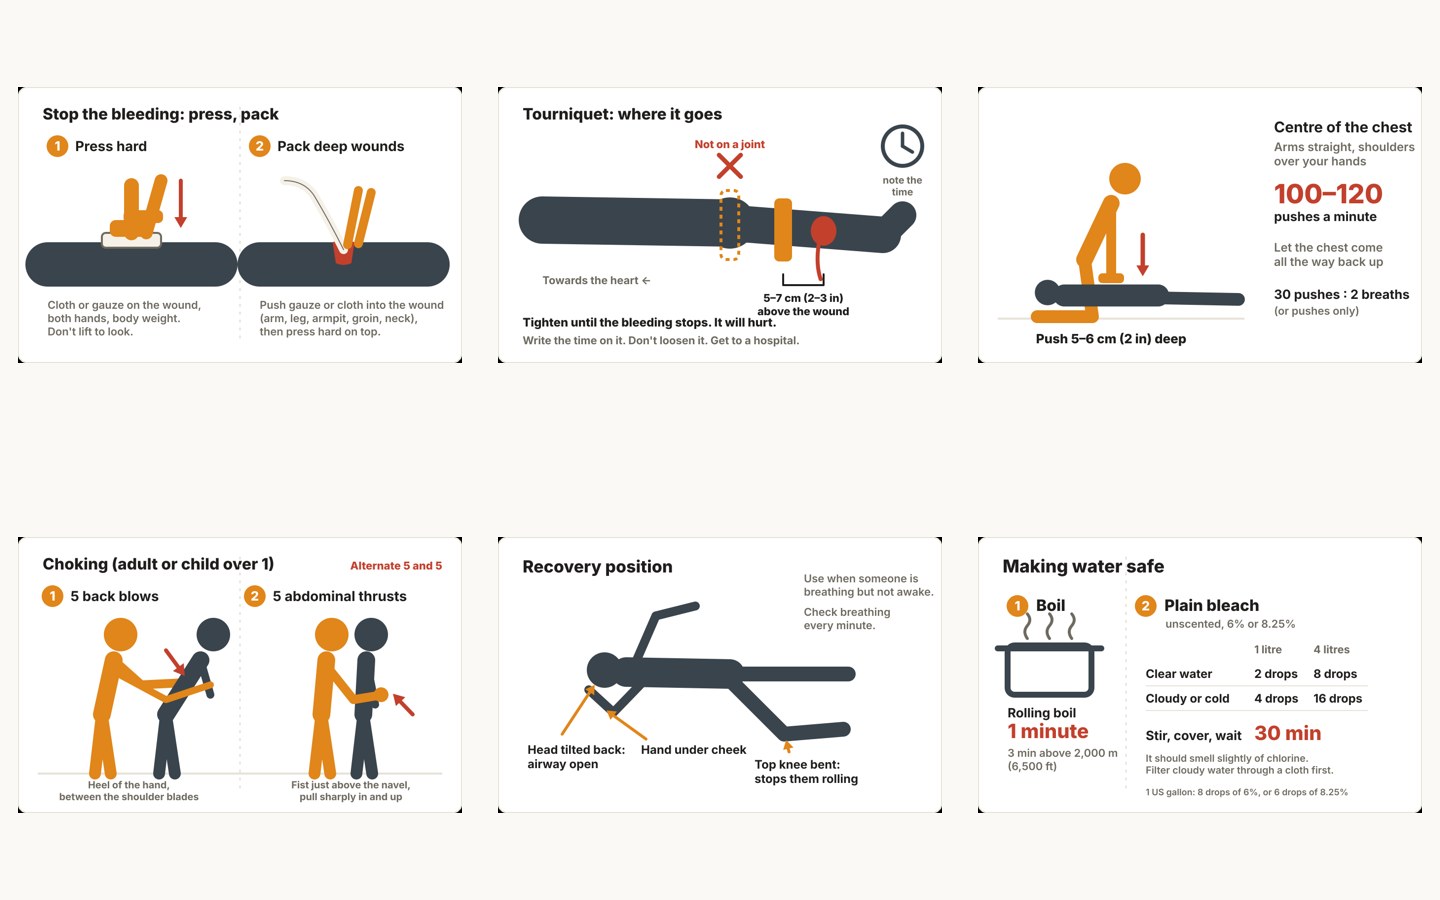 Stop the bleeding: press, pack
1 Press hard
2 Pack deep wounds
Cloth or gauze on the wound,
both hands, body weight.
Don't lift to look.
Push gauze or cloth into the wound
(arm, leg, armpit, groin, neck),
then press hard on top.
Tourniquet: where it goes
Not on a joint
note the
time
Towards the heart ←
5–7 cm (2–3 in)
above the wound
Tighten until the bleeding stops. It will hurt.
Write the time on it. Don't loosen it. Get to a hospital.
Centre of the chest
Arms straight, shoulders
over your hands
100–120
pushes a minute
Let the chest come
all the way back up
30 pushes : 2 breaths
(or pushes only)
Push 5–6 cm (2 in) deep
Choking (adult or child over 1)
Alternate 5 and 5
1 5 back blows
2 5 abdominal thrusts
Heel of the hand,
between the shoulder blades
Fist just above the navel,
pull sharply in and up
Recovery position
Use when someone is
breathing but not awake.
Check breathing
every minute.
Head tilted back:
airway open
Hand under cheek
Top knee bent:
stops them rolling
Making water safe
1 Boil
Rolling boil
1 minute
3 min above 2,000 m
(6,500 ft)
2 Plain bleach
unscented, 6% or 8.25%
1 litre 4 litres
Clear water 2 drops 8 drops
Cloudy or cold 4 drops 16 drops
Stir, cover, wait 30 min
It should smell slightly of chlorine.
Filter cloudy water through a cloth first.
1 US gallon: 8 drops of 6%, or 6 drops of 8.25%